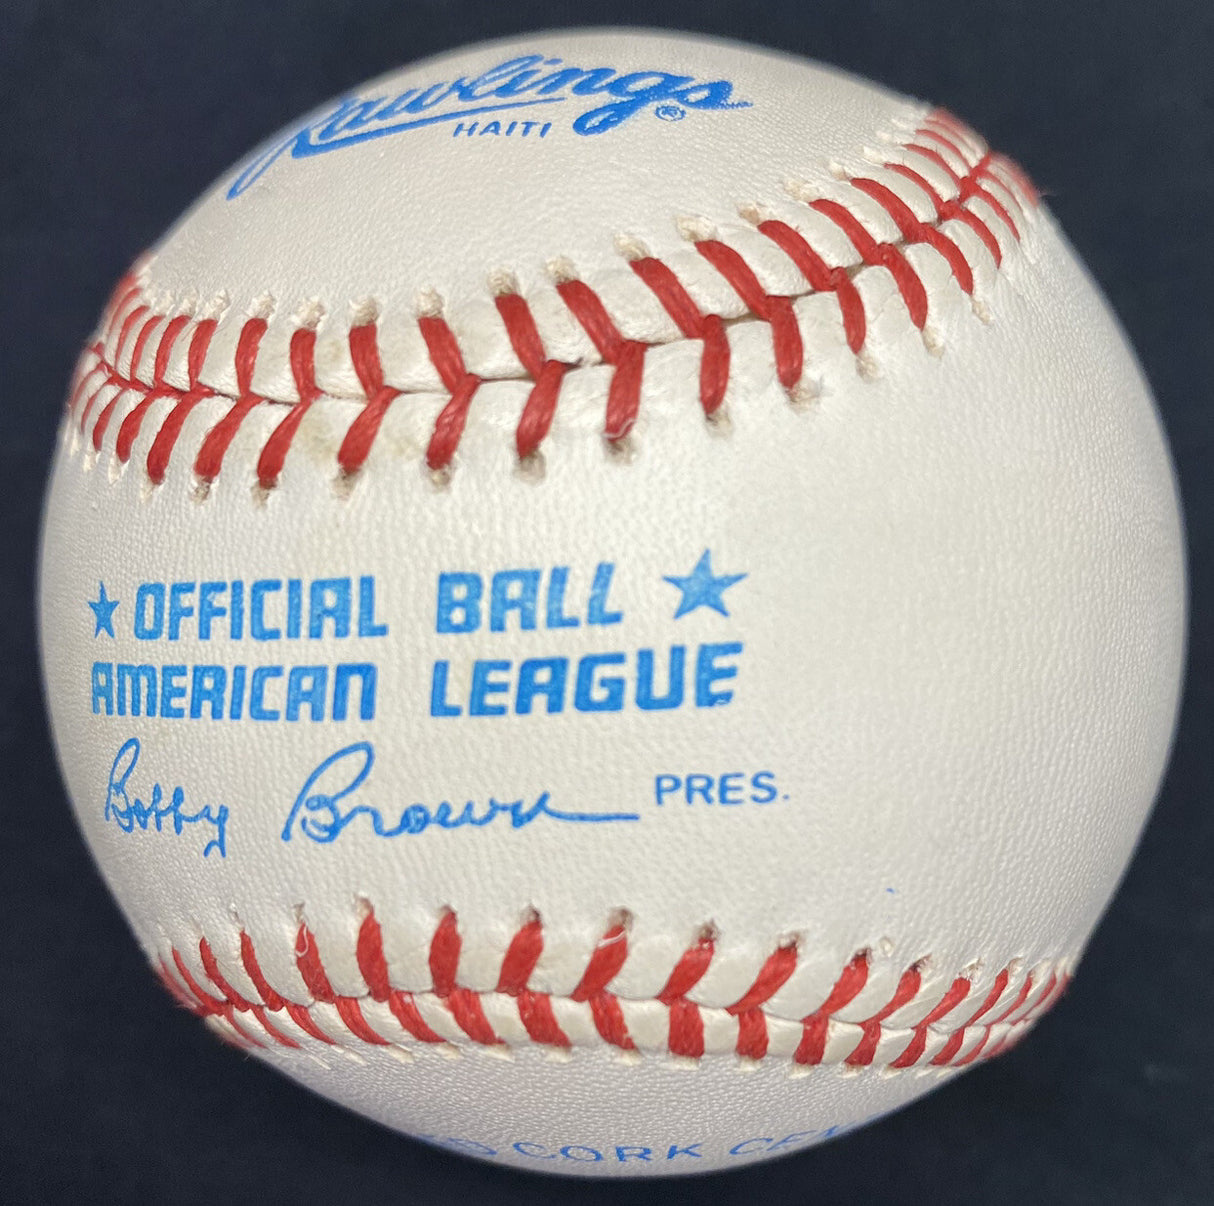 Rawlings ®
HAITI
★ OFFICIAL BALL ★
AMERICAN LEAGUE
Bobby Brown PRES.
CORK